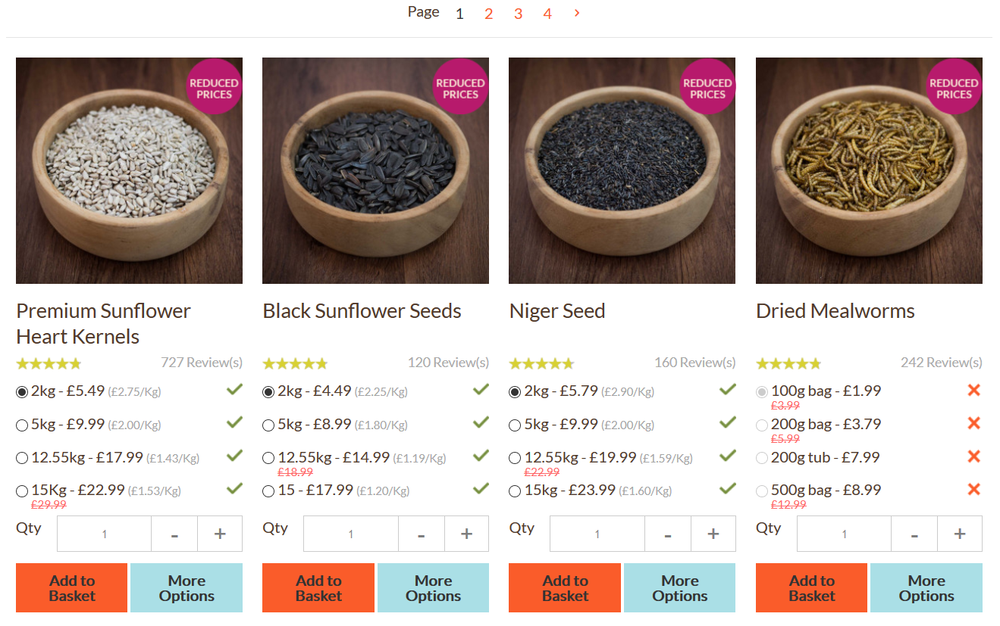 Page 1 2 3 4 >
REDUCED
PRICES
REDUCED
PRICES
REDUCED
PRICES
REDUCED
PRICES
Premium Sunflower
Heart Kernels
727 Review(s)
2kg - £5.49 (£2.75/Kg)
5kg - £9.99 (£2.00/Kg)
12.55kg - £17.99 (£1.43/Kg)
15Kg - £22.99 (£1.53/Kg)
£29.99
Qty 1 - +
Add to
Basket
More
Options
Black Sunflower Seeds
120 Review(s)
2kg - £4.49 (£2.25/Kg)
5kg - £8.99 (£1.80/Kg)
12.55kg - £14.99 (£1.19/Kg)
£18.99
15 - £17.99 (£1.20/Kg)
Qty 1 - +
Add to
Basket
More
Options
Niger Seed
160 Review(s)
2kg - £5.79 (£2.90/Kg)
5kg - £9.99 (£2.00/Kg)
12.55kg - £19.99 (£1.59/Kg)
£22.99
15kg - £23.99 (£1.60/Kg)
Qty 1 - +
Add to
Basket
More
Options
Dried Mealworms
242 Review(s)
100g bag - £1.99
£3.99
200g bag - £3.79
£5.99
200g tub - £7.99
500g bag - £8.99
£12.99
Qty 1 - +
Add to
Basket
More
Options